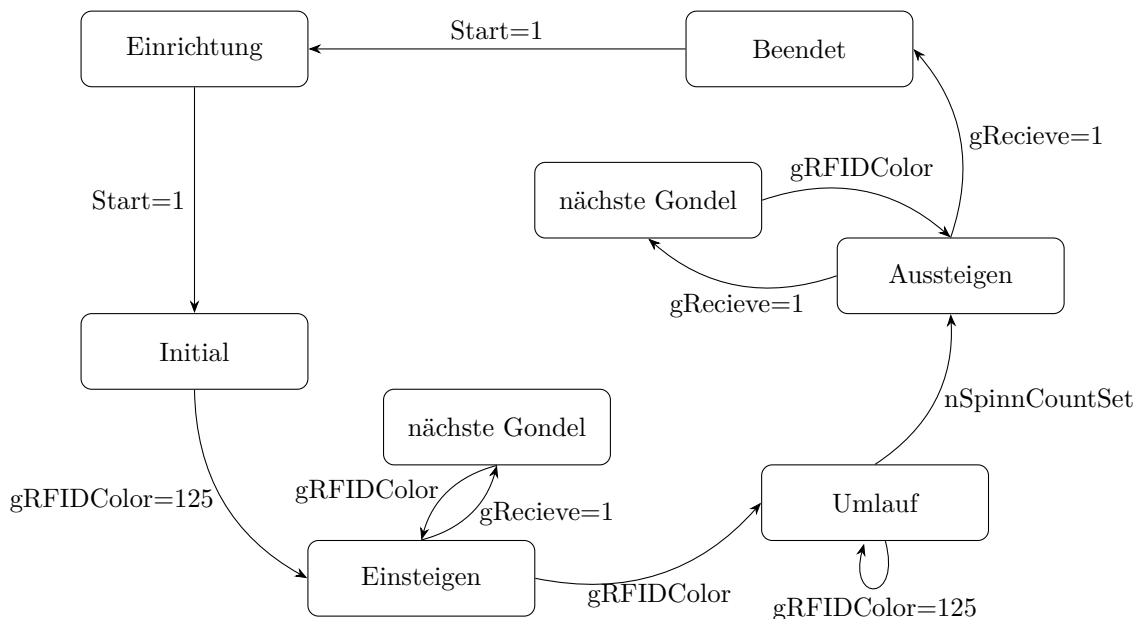 Einrichtung
Start=1
Beendet
gRecieve=1
gRFIDColor
nächste Gondel
Start=1
Aussteigen
gRecieve=1
Initial
nSpinnCountSet
nächste Gondel
gRFIDColor
gRFIDColor=125
gRecieve=1
Umlauf
Einsteigen
gRFIDColor
gRFIDColor=125